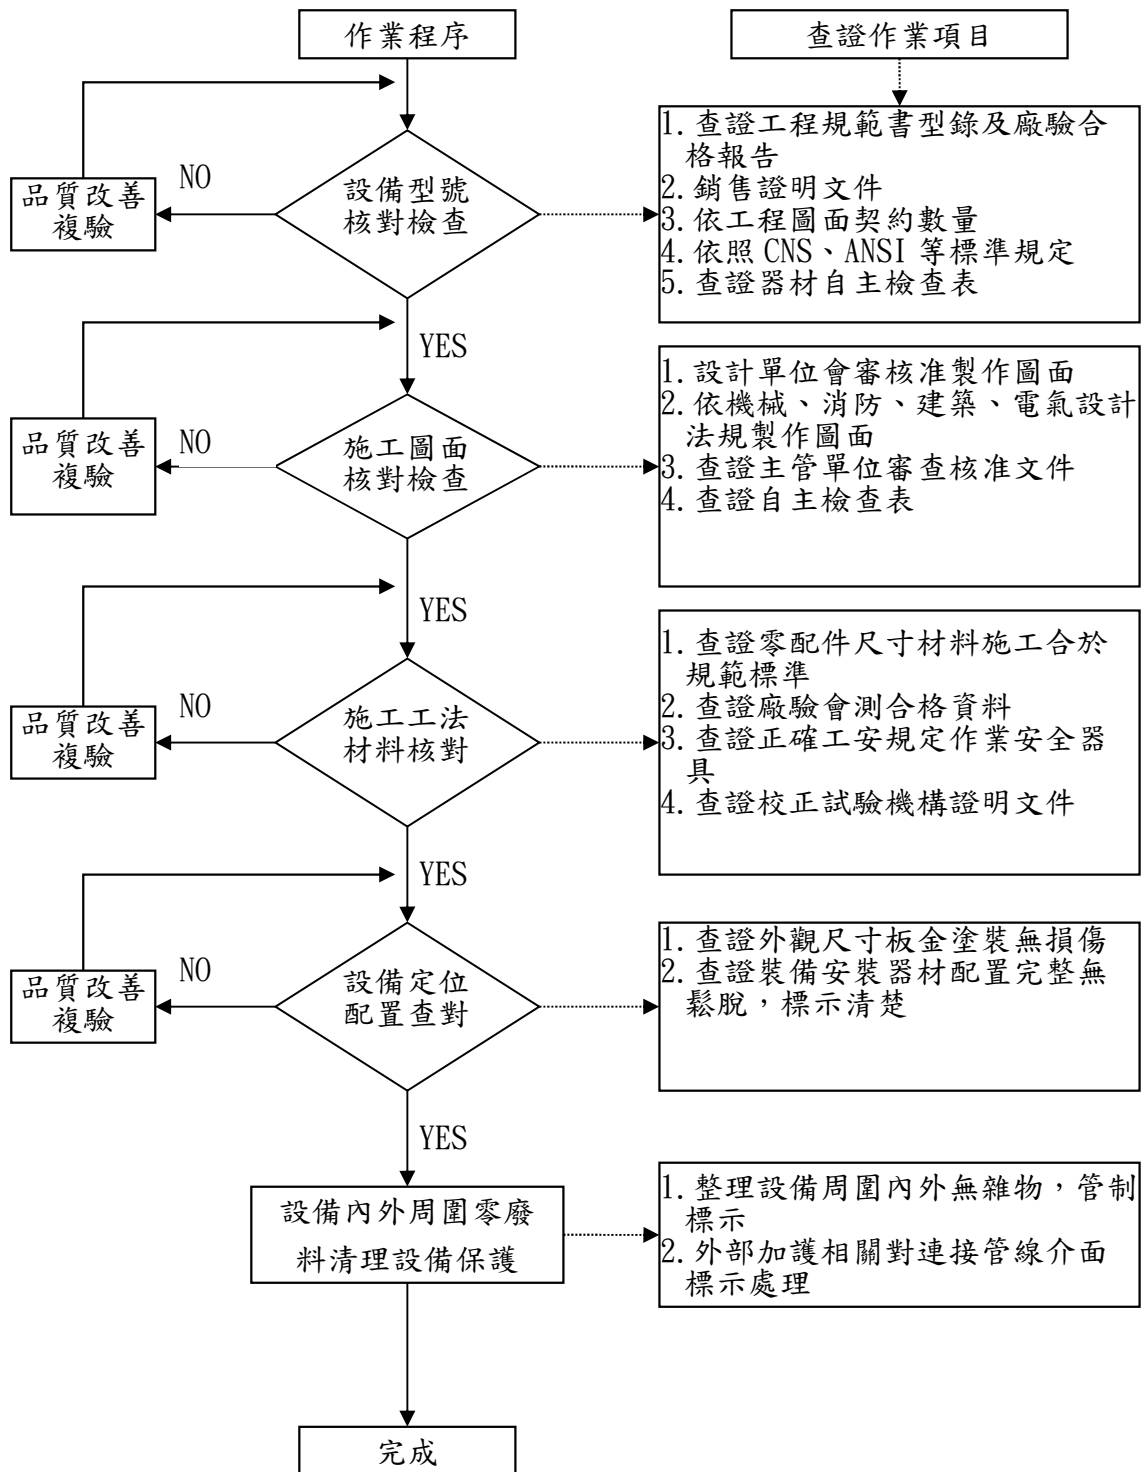 作業程序
查證作業項目
NO
品質改善
複驗
設備型號
核對檢查
1. 查證工程規範書型錄及廠驗合
格報告
2. 銷售證明文件
3. 依工程圖面契約數量
4. 依照 CNS、ANSI 等標準規定
5. 查證器材自主檢查表
YES
NO
品質改善
複驗
施工圖面
核對檢查
1. 設計單位會審核准製作圖面
2. 依機械、消防、建築、電氣設計
法規製作圖面
3. 查證主管單位審查核准文件
4. 查證自主檢查表
YES
NO
品質改善
複驗
施工工法
材料核對
1. 查證零配件尺寸材料施工合於
規範標準
2. 查證廠驗會測合格資料
3. 查證正確工安規定作業安全器
具
4. 查證校正試驗機構證明文件
YES
NO
品質改善
複驗
設備定位
配置查對
1. 查證外觀尺寸板金塗裝無損傷
2. 查證裝備安裝器材配置完整無
鬆脫，標示清楚
YES
設備內外周圍零廢
料清理設備保護
1. 整理設備周圍內外無雜物，管制
標示
2. 外部加護相關對連接管線介面
標示處理
完成